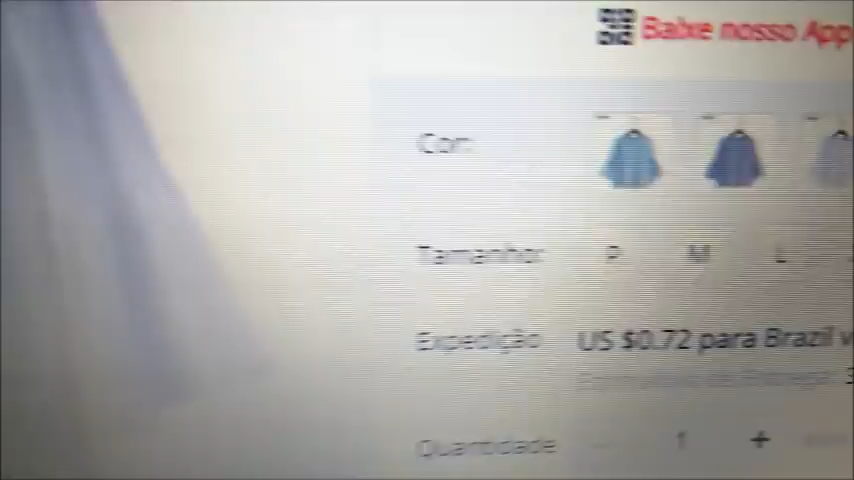 Baixe nosso App
Cor:
Tamanho:
P M L
Expedição
US $0.72 para Brazil v
Quantidade
1 +